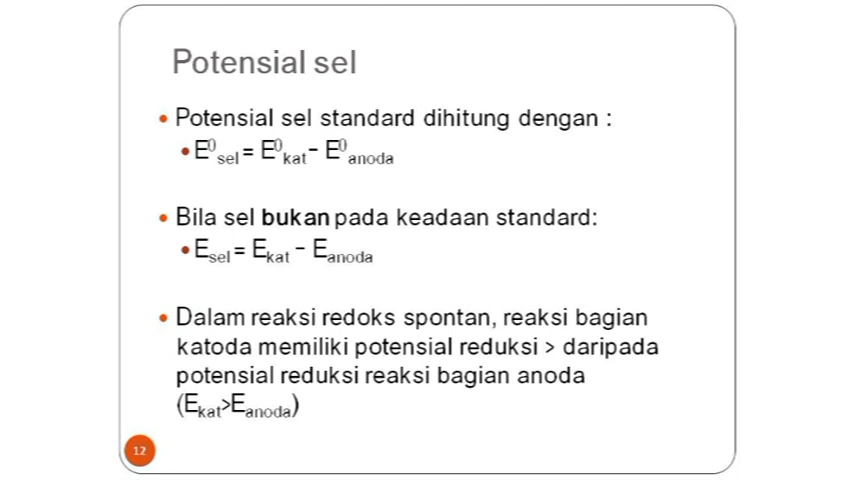 Potensial sel
• Potensial sel standard dihitung dengan :
• E⁰sel = E⁰kat – E⁰anoda
• Bila sel bukan pada keadaan standard:
• Esel = Ekat – Eanoda
• Dalam reaksi redoks spontan, reaksi bagian
katoda memiliki potensial reduksi > daripada
potensial reduksi reaksi bagian anoda
(Ekat>Eanoda)
12